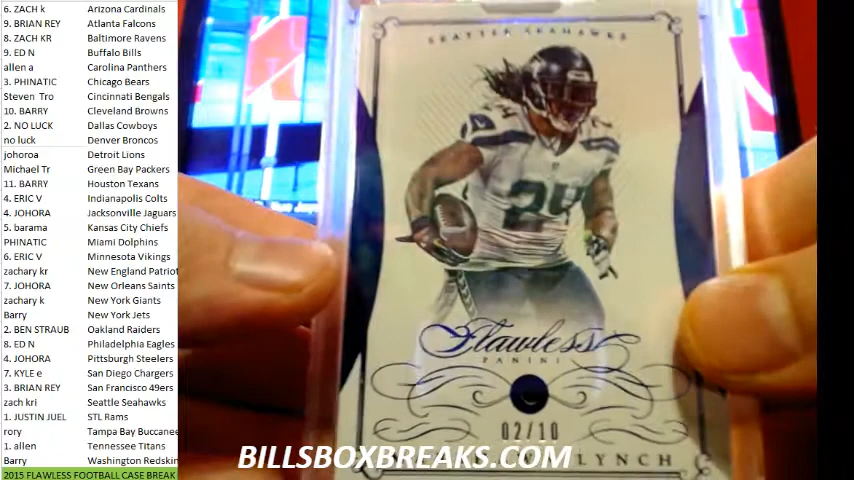 6. ZACH k Arizona Cardinals
9. BRIAN REY Atlanta Falcons
8. ZACH KR Baltimore Ravens
9. ED N Buffalo Bills
allen a Carolina Panthers
3. PHINATIC Chicago Bears
Steven Tro Cincinnati Bengals
10. BARRY Cleveland Browns
2. NO LUCK Dallas Cowboys
no luck Denver Broncos
johoroa Detroit Lions
Michael Tr Green Bay Packers
11. BARRY Houston Texans
4. ERIC V Indianapolis Colts
4. JOHORA Jacksonville Jaguars
5. barama Kansas City Chiefs
PHINATIC Miami Dolphins
6. ERIC V Minnesota Vikings
zachary kr New England Patriot
7. JOHORA New Orleans Saints
zachary k New York Giants
Barry New York Jets
2. BEN STRAUB Oakland Raiders
8. ED N Philadelphia Eagles
4. JOHORA Pittsburgh Steelers
7. KYLE e San Diego Chargers
3. BRIAN REY San Francisco 49ers
zach kri Seattle Seahawks
1. JUSTIN JUEL STL Rams
rory Tampa Bay Buccanee
1. allen Tennessee Titans
Barry Washington Redskin
2015 FLAWLESS FOOTBALL CASE BREAK
SEATTLE SEAHAWKS
24
Flawless
PANINI
02/10
LYNCH
BILLSBOXBREAKS.COM